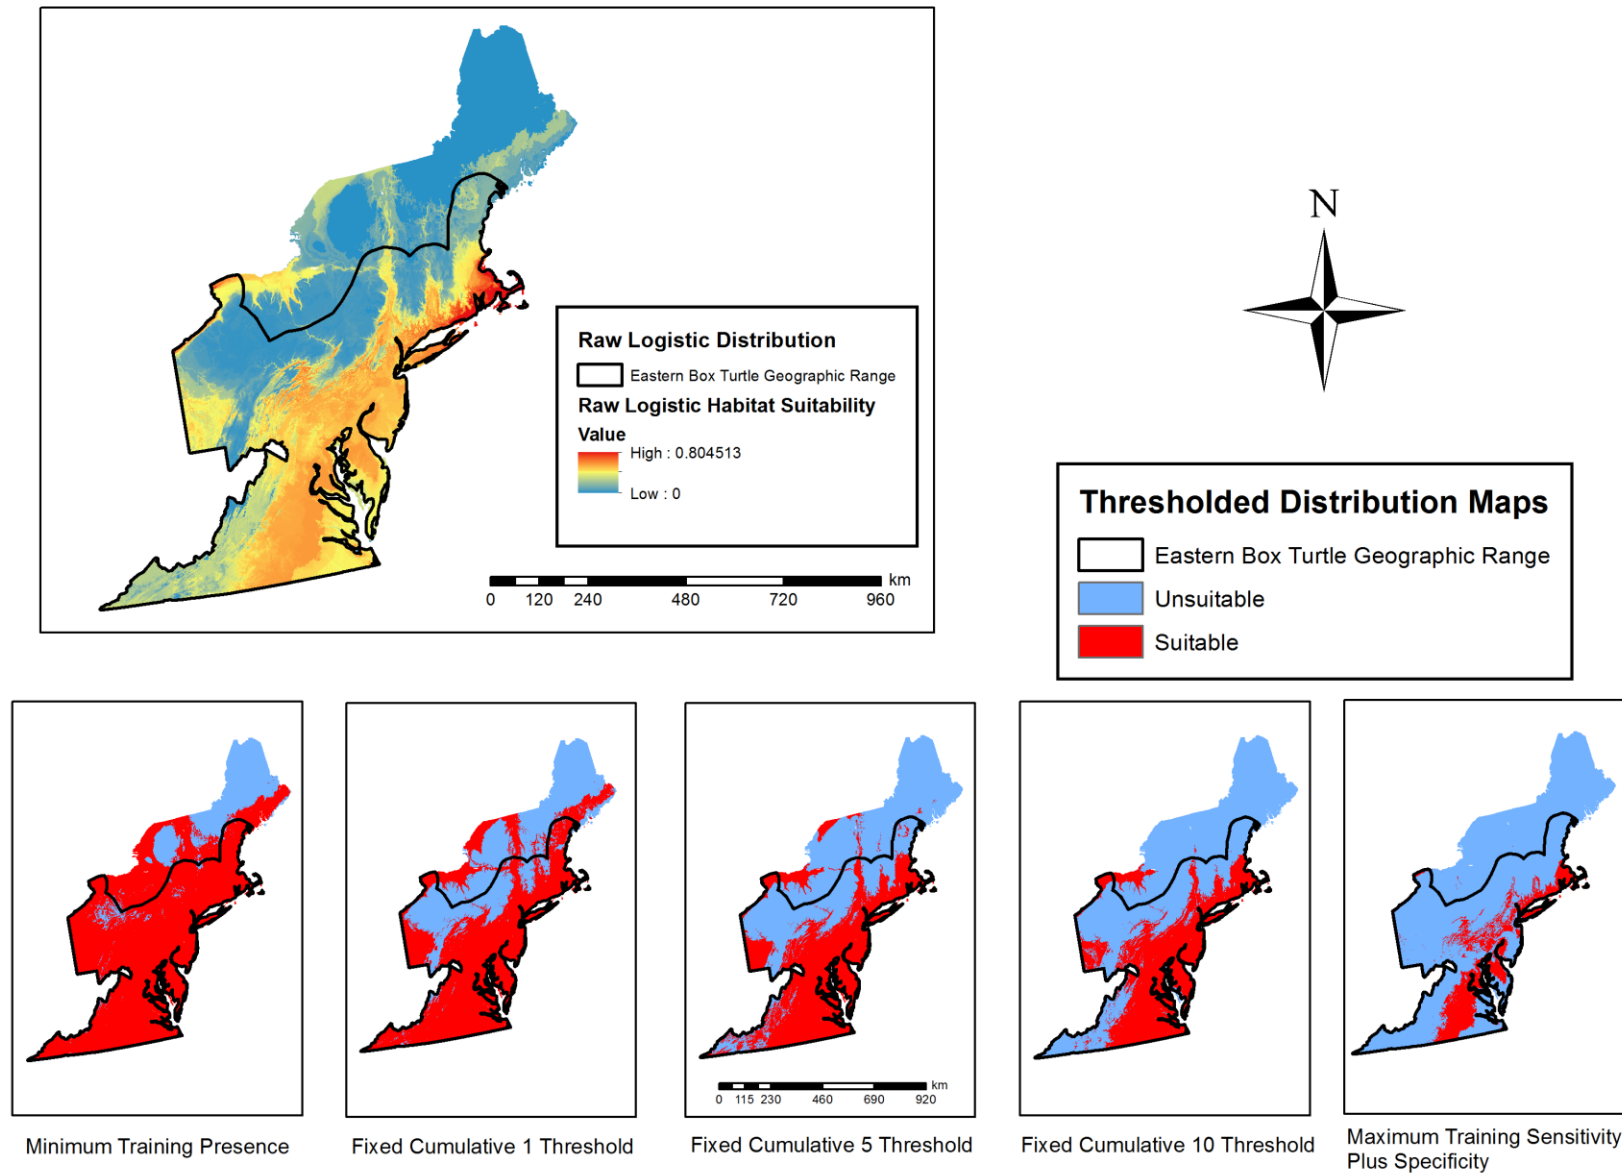 N
Raw Logistic Distribution
Eastern Box Turtle Geographic Range
Raw Logistic Habitat Suitability
Value
High : 0.804513
Low : 0
km
0 120 240 480 720 960
Thresholded Distribution Maps
Eastern Box Turtle Geographic Range
Unsuitable
Suitable
km
0 115 230 460 690 920
Minimum Training Presence
Fixed Cumulative 1 Threshold
Fixed Cumulative 5 Threshold
Fixed Cumulative 10 Threshold
Maximum Training Sensitivity
Plus Specificity